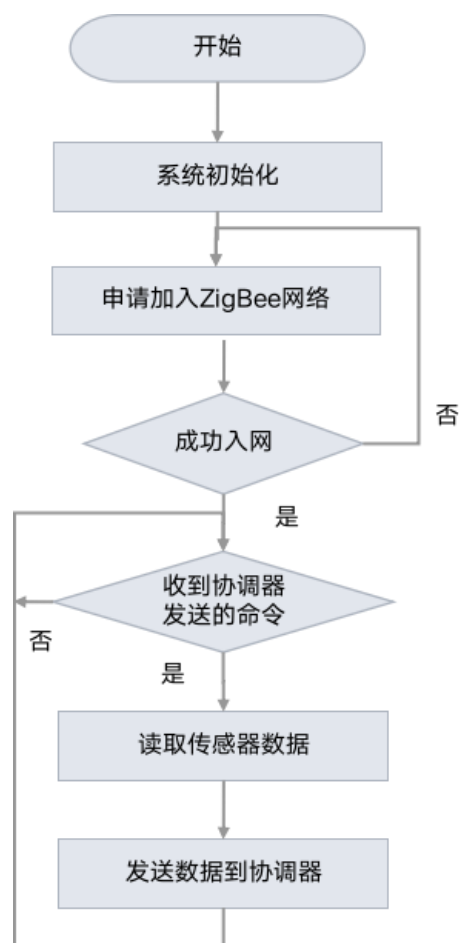 开始
系统初始化
申请加入ZigBee网络
否
成功入网
是
收到协调器
发送的命令
否
是
读取传感器数据
发送数据到协调器